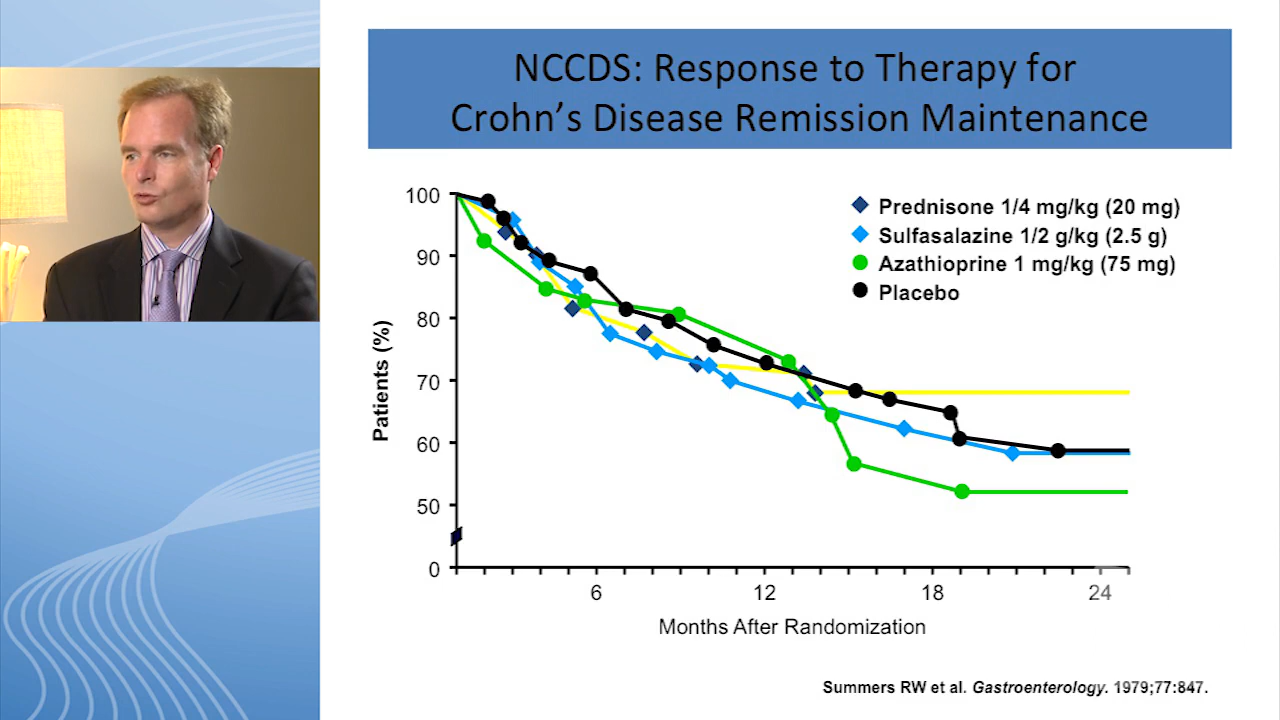 NCCDS: Response to Therapy for
Crohn’s Disease Remission Maintenance
Prednisone 1/4 mg/kg (20 mg)
Sulfasalazine 1/2 g/kg (2.5 g)
Azathioprine 1 mg/kg (75 mg)
Placebo
Patients (%)
100
90
80
70
60
50
0
6 12 18 24
Months After Randomization
Summers RW et al. Gastroenterology. 1979;77:847.